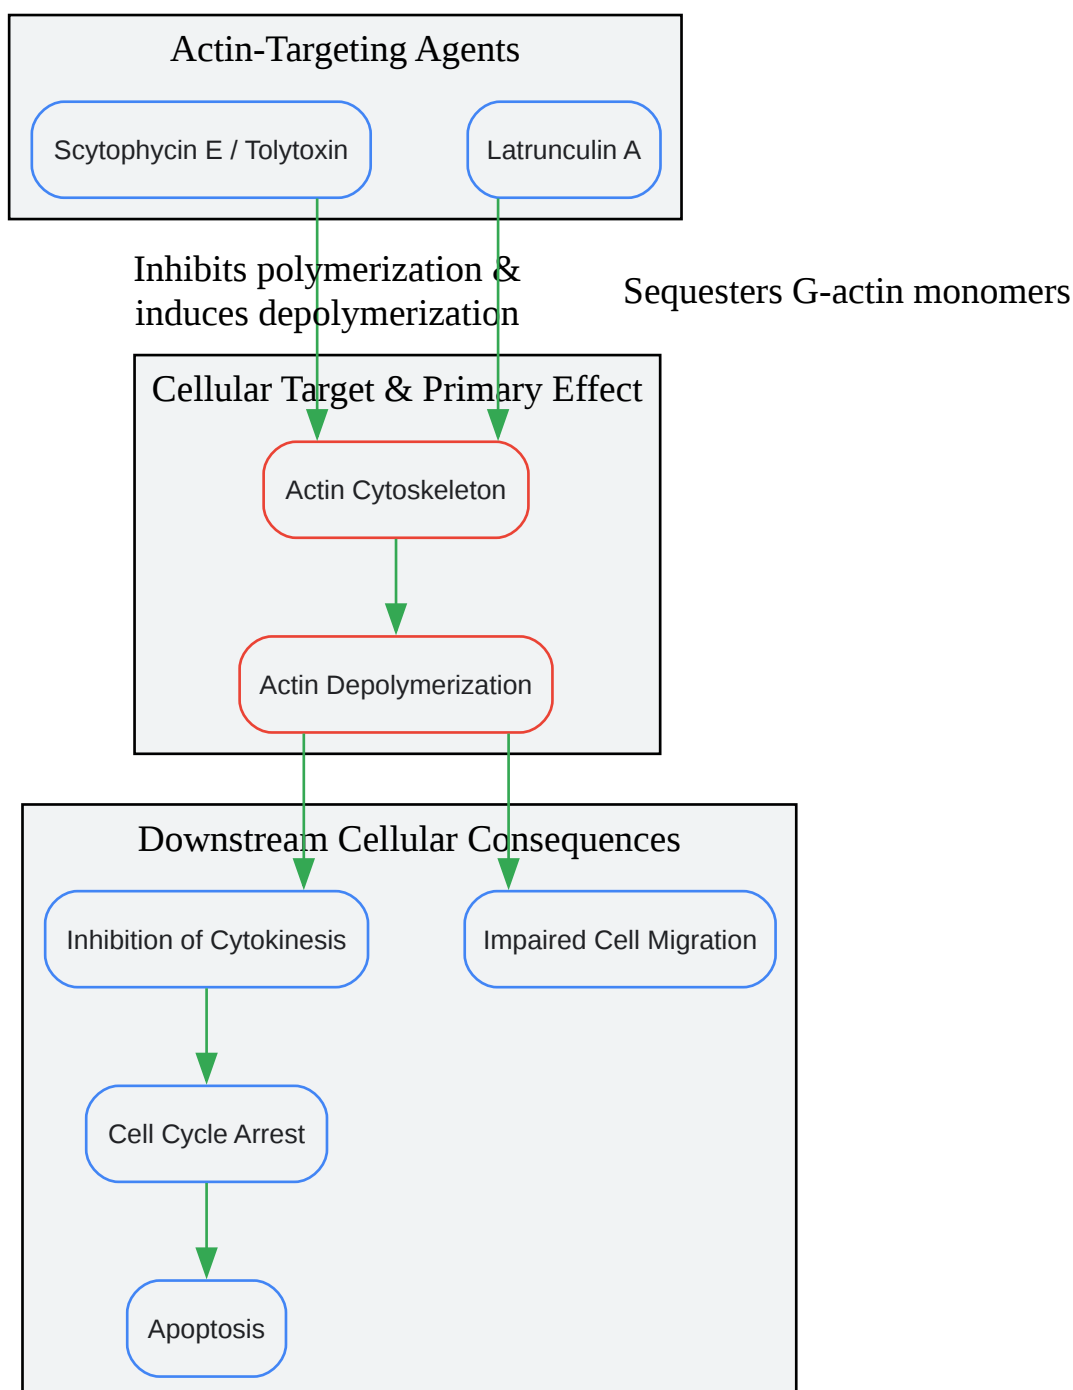 Actin-Targeting Agents
Scytophycin E / Tolytoxin
Latrunculin A
Inhibits polymerization &
induces depolymerization
Sequesters G-actin monomers
Cellular Target & Primary Effect
Actin Cytoskeleton
Actin Depolymerization
Downstream Cellular Consequences
Inhibition of Cytokinesis
Impaired Cell Migration
Cell Cycle Arrest
Apoptosis